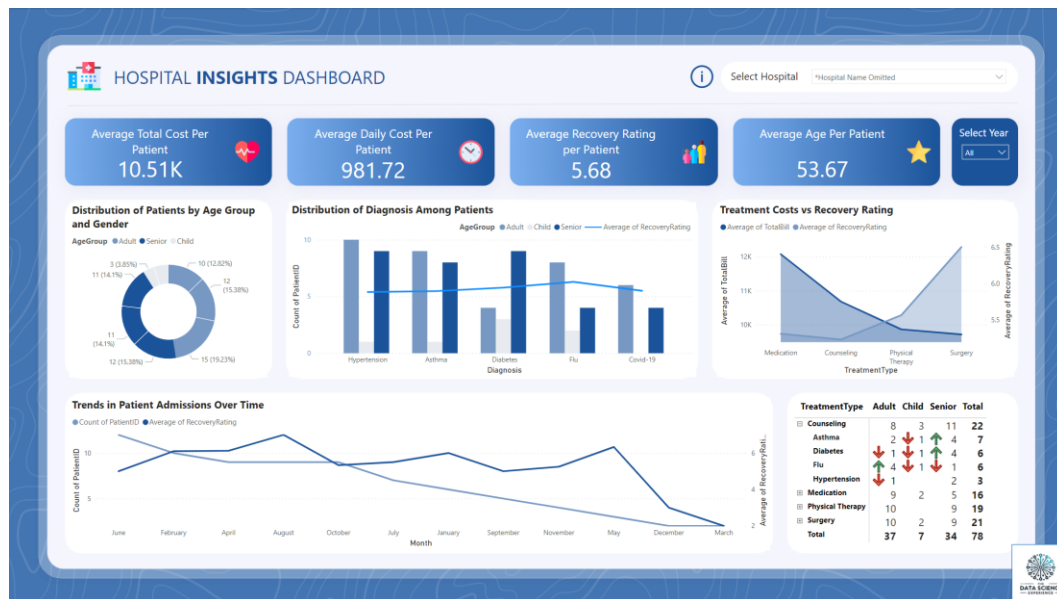 HOSPITAL INSIGHTS DASHBOARD
Select Hospital
*Hospital Name Omitted
Average Total Cost Per
Patient
10.51K
Average Daily Cost Per
Patient
981.72
Average Recovery Rating
per Patient
5.68
Average Age Per Patient
53.67
Select Year
All
Distribution of Patients by Age Group
and Gender
AgeGroup Adult Senior Child
3 (3.85%)
10 (12.82%)
11 (14.1%)
12
(15.38%)
11
(14.1%)
12 (15.38%)
15 (19.23%)
Distribution of Diagnosis Among Patients
AgeGroup Adult Child Senior Average of RecoveryRating
Count of PatientID
10
5
0
Hypertension Asthma Diabetes Flu Covid-19
Diagnosis
Treatment Costs vs Recovery Rating
Average of TotalBill Average of RecoveryRating
Average of TotalBill
12K
11K
10K
6.5
6.0
5.5
Average of RecoveryRating
Medication Counseling Physical
Therapy Surgery
TreatmentType
Trends in Patient Admissions Over Time
Count of PatientID Average of RecoveryRating
Count of PatientID
10
5
6
4
2
Average of RecoveryRati...
June February April August October July January September November May December March
Month
TreatmentType Adult Child Senior Total
Counseling 8 3 11 22
Asthma 2 1 4 7
Diabetes 1 1 4 6
Flu 4 1 1 6
Hypertension 1 2 3
Medication 9 2 5 16
Physical Therapy 10 9 19
Surgery 10 2 9 21
Total 37 7 34 78
THE
DATA SCIENC
EXPERIENCE